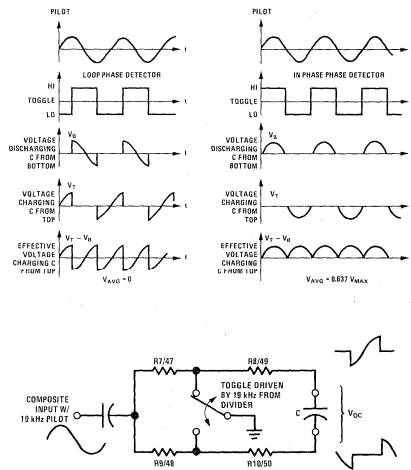 PILOT
t
LOOP PHASE DETECTOR
HI
TOGGLE
LO
t
VB
VOLTAGE
DISCHARGING
C FROM
BOTTOM
t
VT
VOLTAGE
CHARGING
C FROM
TOP
t
VT – VB
EFFECTIVE
VOLTAGE
CHARGING C
FROM TOP
t
VAVG = 0
PILOT
IN PHASE PHASE DETECTOR
HI
TOGGLE
LO
VB
VOLTAGE
DISCHARGING
C FROM
BOTTOM
VT
VOLTAGE
CHARGING
C FROM
TOP
VT – VB
EFFECTIVE
VOLTAGE
CHARGING
C FROM TOP
VAVG = 0.637 VMAX
R7/47
R8/49
COMPOSITE
INPUT W/
19 kHz PILOT
TOGGLE DRIVEN
BY 19 kHz FROM
DIVIDER
C
VDC
R9/48
R10/50